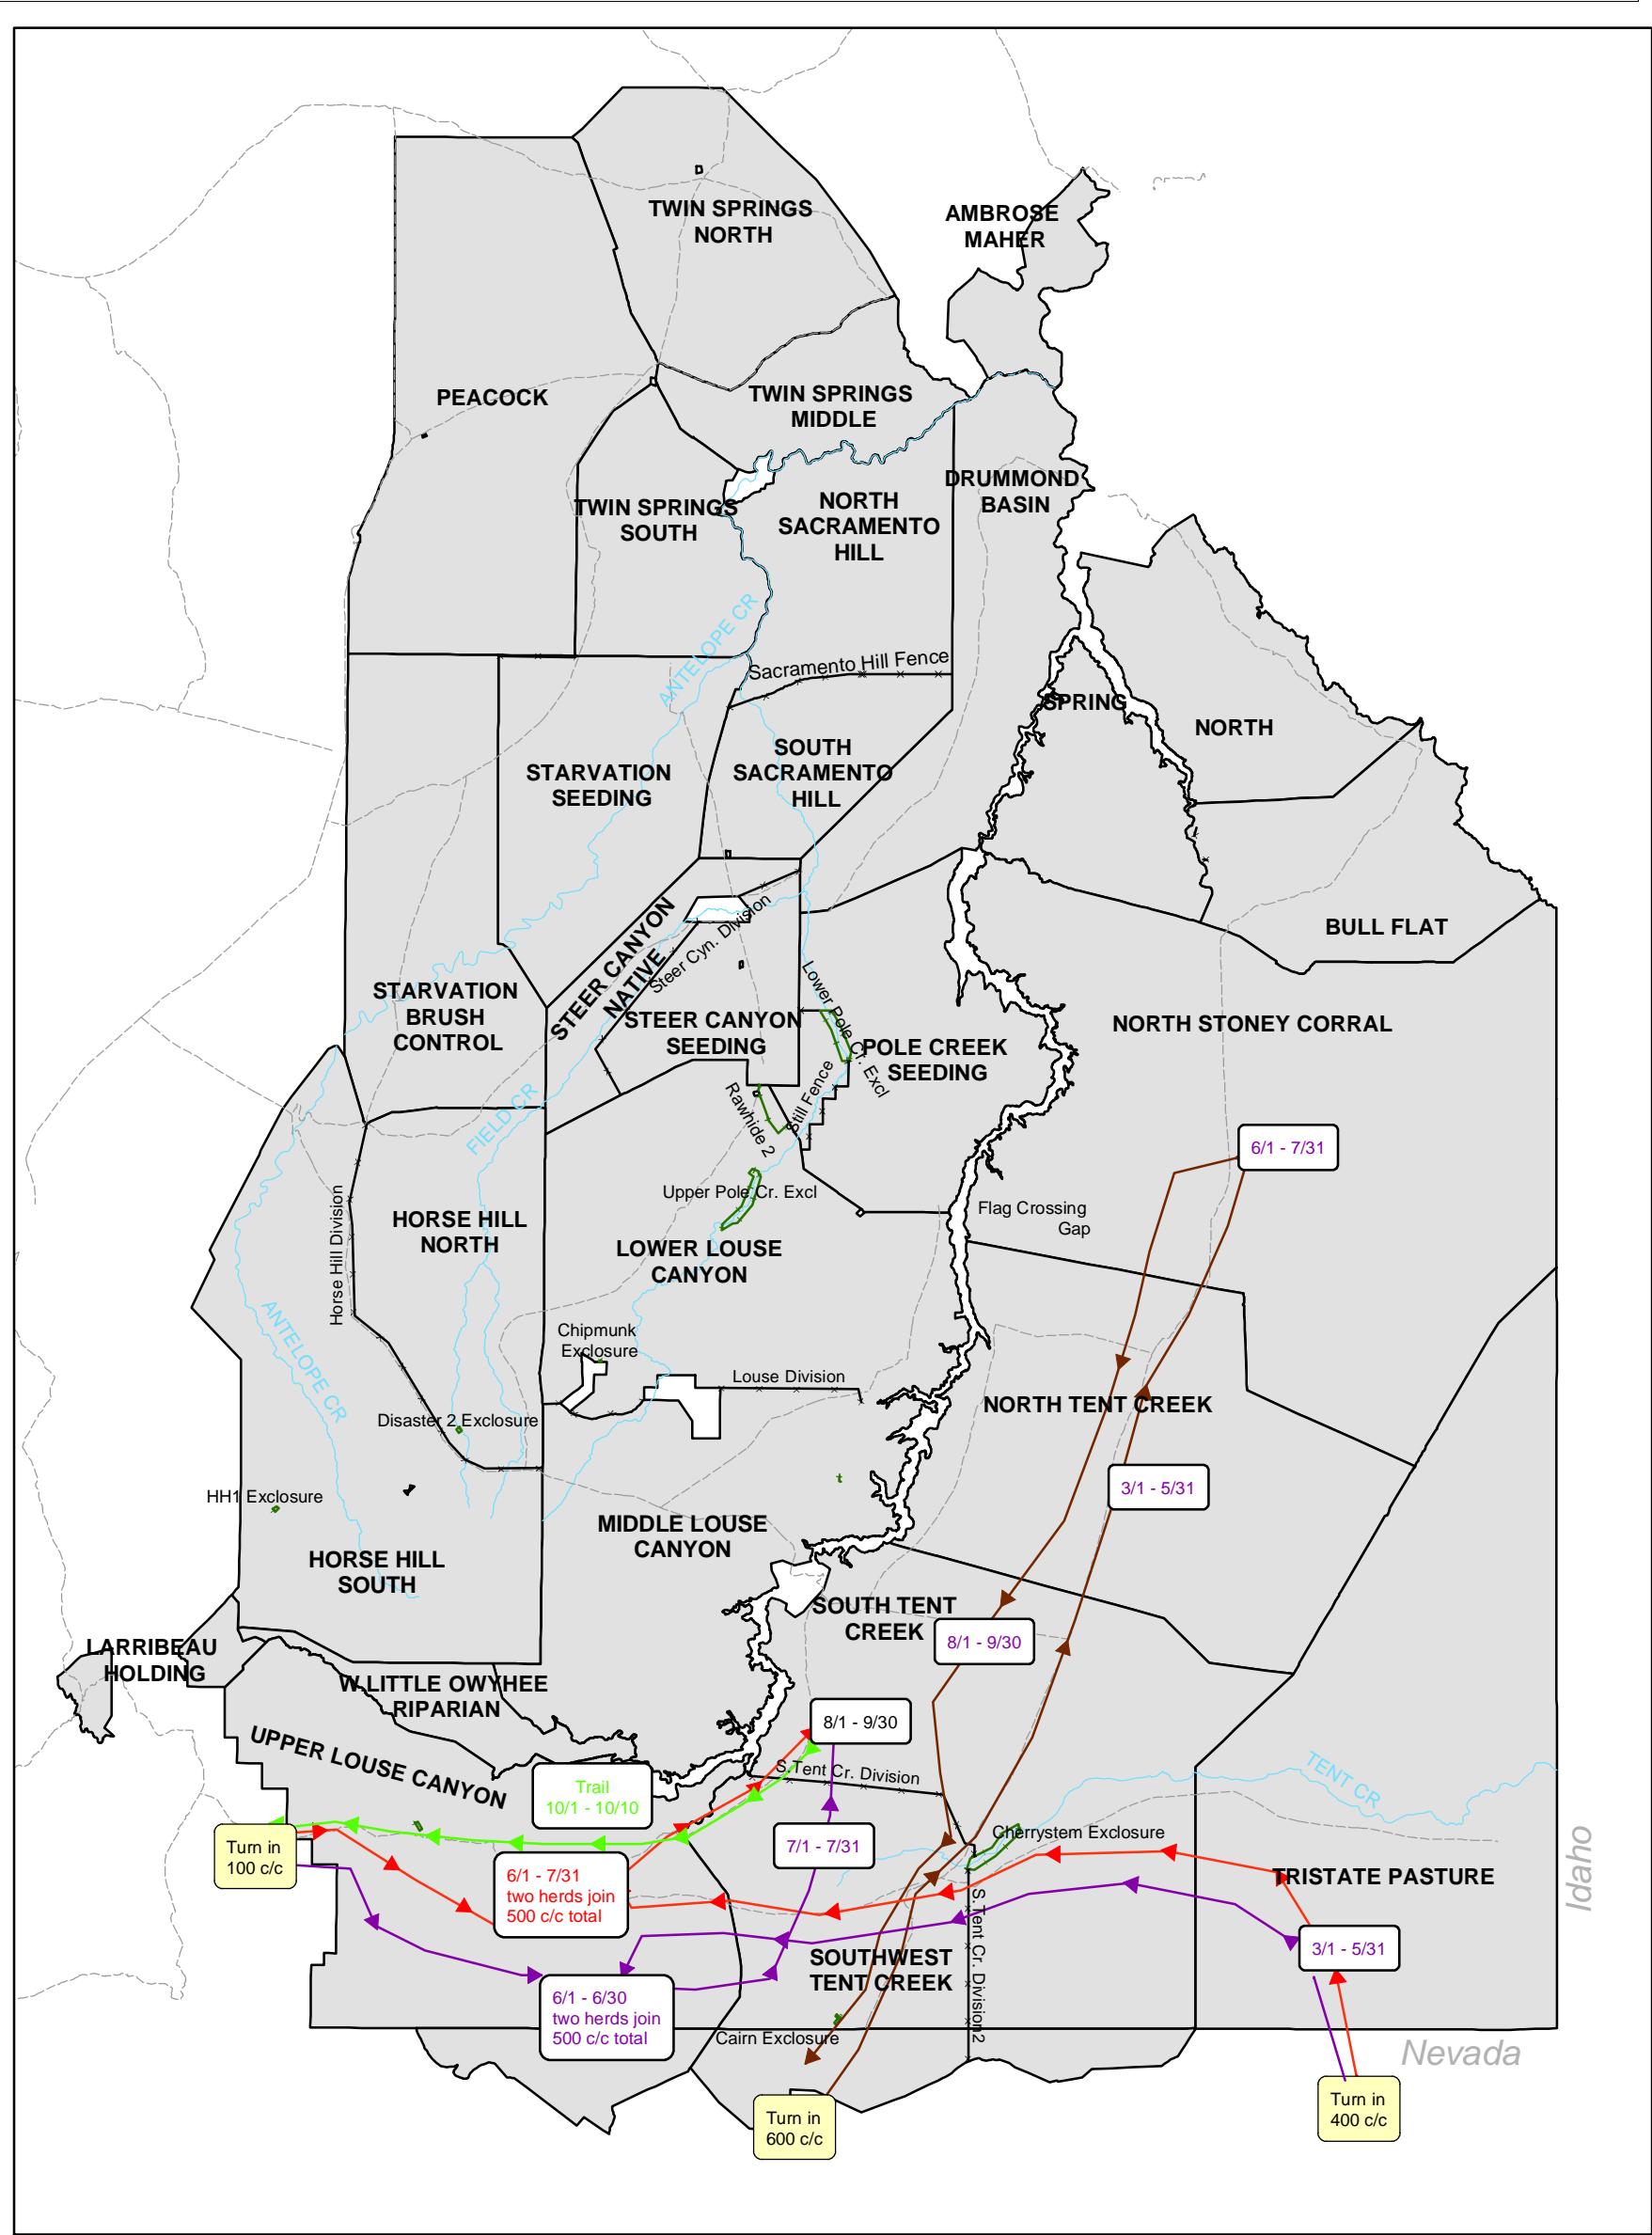 TWIN SPRINGS
NORTH
AMBROSE
MAHER
PEACOCK
TWIN SPRINGS
MIDDLE
DRUMMOND
BASIN
TWIN SPRINGS
SOUTH
NORTH
SACRAMENTO
HILL
ANTELOPE CR
Sacramento Hill Fence
SPRING
NORTH
STARVATION
SEEDING
SOUTH
SACRAMENTO
HILL
BULL FLAT
STEER CANYON
NATIVE
Steer Cyn. Division
STARVATION
BRUSH
CONTROL
STEER CANYON
SEEDING
Lower Pole Cr. Excl
POLE CREEK
SEEDING
NORTH STONEY CORRAL
FIELD CR
Rawhide 2
Still Fence
6/1 - 7/31
Upper Pole Cr. Excl
Flag Crossing
Gap
Horse Hill Division
HORSE HILL
NORTH
LOWER LOUSE
CANYON
ANTELOPE CR
Chipmunk
Exclosure
Louse Division
NORTH TENT CREEK
Disaster 2 Exclosure
3/1 - 5/31
HH1 Exclosure
MIDDLE LOUSE
CANYON
HORSE HILL
SOUTH
SOUTH TENT
CREEK
8/1 - 9/30
LARRIBEAU
HOLDING
W.LITTLE OWYHEE
RIPARIAN
8/1 - 9/30
UPPER LOUSE CANYON
Trail
10/1 - 10/10
S.Tent Cr. Division
TENT CR
Turn in
100 c/c
7/1 - 7/31
Cherrystem Exclosure
6/1 - 7/31
two herds join
500 c/c total
TRISTATE PASTURE
Idaho
S.Tent Cr. Division2
3/1 - 5/31
SOUTHWEST
TENT CREEK
6/1 - 6/30
two herds join
500 c/c total
Cairn Exclosure
Nevada
Turn in
600 c/c
Turn in
400 c/c